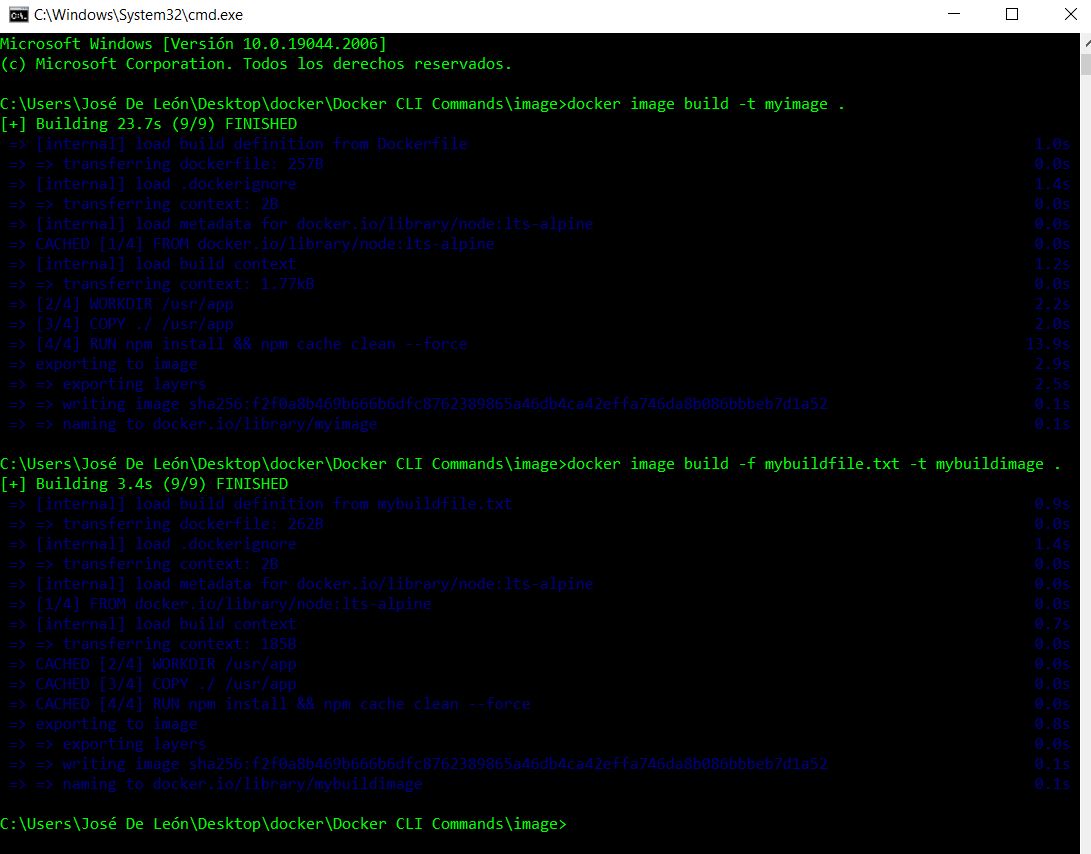 C:\Windows\System32\cmd.exe
Microsoft Windows [Versión 10.0.19044.2006]
(c) Microsoft Corporation. Todos los derechos reservados.
C:\Users\José De León\Desktop\docker\Docker CLI Commands\image>docker image build -t myimage .
[+] Building 23.7s (9/9) FINISHED
=> [internal] load build definition from Dockerfile 1.0s
=> => transferring dockerfile: 257B 0.0s
=> [internal] load .dockerignore 1.4s
=> => transferring context: 2B 0.0s
=> [internal] load metadata for docker.io/library/node:lts-alpine 0.0s
=> CACHED [1/4] FROM docker.io/library/node:lts-alpine 0.0s
=> [internal] load build context 1.2s
=> => transferring context: 1.77kB 0.0s
=> [2/4] WORKDIR /usr/app 2.2s
=> [3/4] COPY ./ /usr/app 2.0s
=> [4/4] RUN npm install && npm cache clean --force 13.9s
=> exporting to image 2.9s
=> => exporting layers 2.5s
=> => writing image sha256:f2f0a8b469b666b6dfc8762389865a46db4ca42effa746da8b086bbbeb7d1a52 0.1s
=> => naming to docker.io/library/myimage 0.1s
C:\Users\José De León\Desktop\docker\Docker CLI Commands\image>docker image build -f mybuildfile.txt -t mybuildimage .
[+] Building 3.4s (9/9) FINISHED
=> [internal] load build definition from mybuildfile.txt 0.9s
=> => transferring dockerfile: 262B 0.0s
=> [internal] load .dockerignore 1.4s
=> => transferring context: 2B 0.0s
=> [internal] load metadata for docker.io/library/node:lts-alpine 0.0s
=> [1/4] FROM docker.io/library/node:lts-alpine 0.0s
=> [internal] load build context 0.7s
=> => transferring context: 185B 0.0s
=> CACHED [2/4] WORKDIR /usr/app 0.0s
=> CACHED [3/4] COPY ./ /usr/app 0.0s
=> CACHED [4/4] RUN npm install && npm cache clean --force 0.0s
=> exporting to image 0.8s
=> => exporting layers 0.0s
=> => writing image sha256:f2f0a8b469b666b6dfc8762389865a46db4ca42effa746da8b086bbbeb7d1a52 0.1s
=> => naming to docker.io/library/mybuildimage 0.1s
C:\Users\José De León\Desktop\docker\Docker CLI Commands\image>